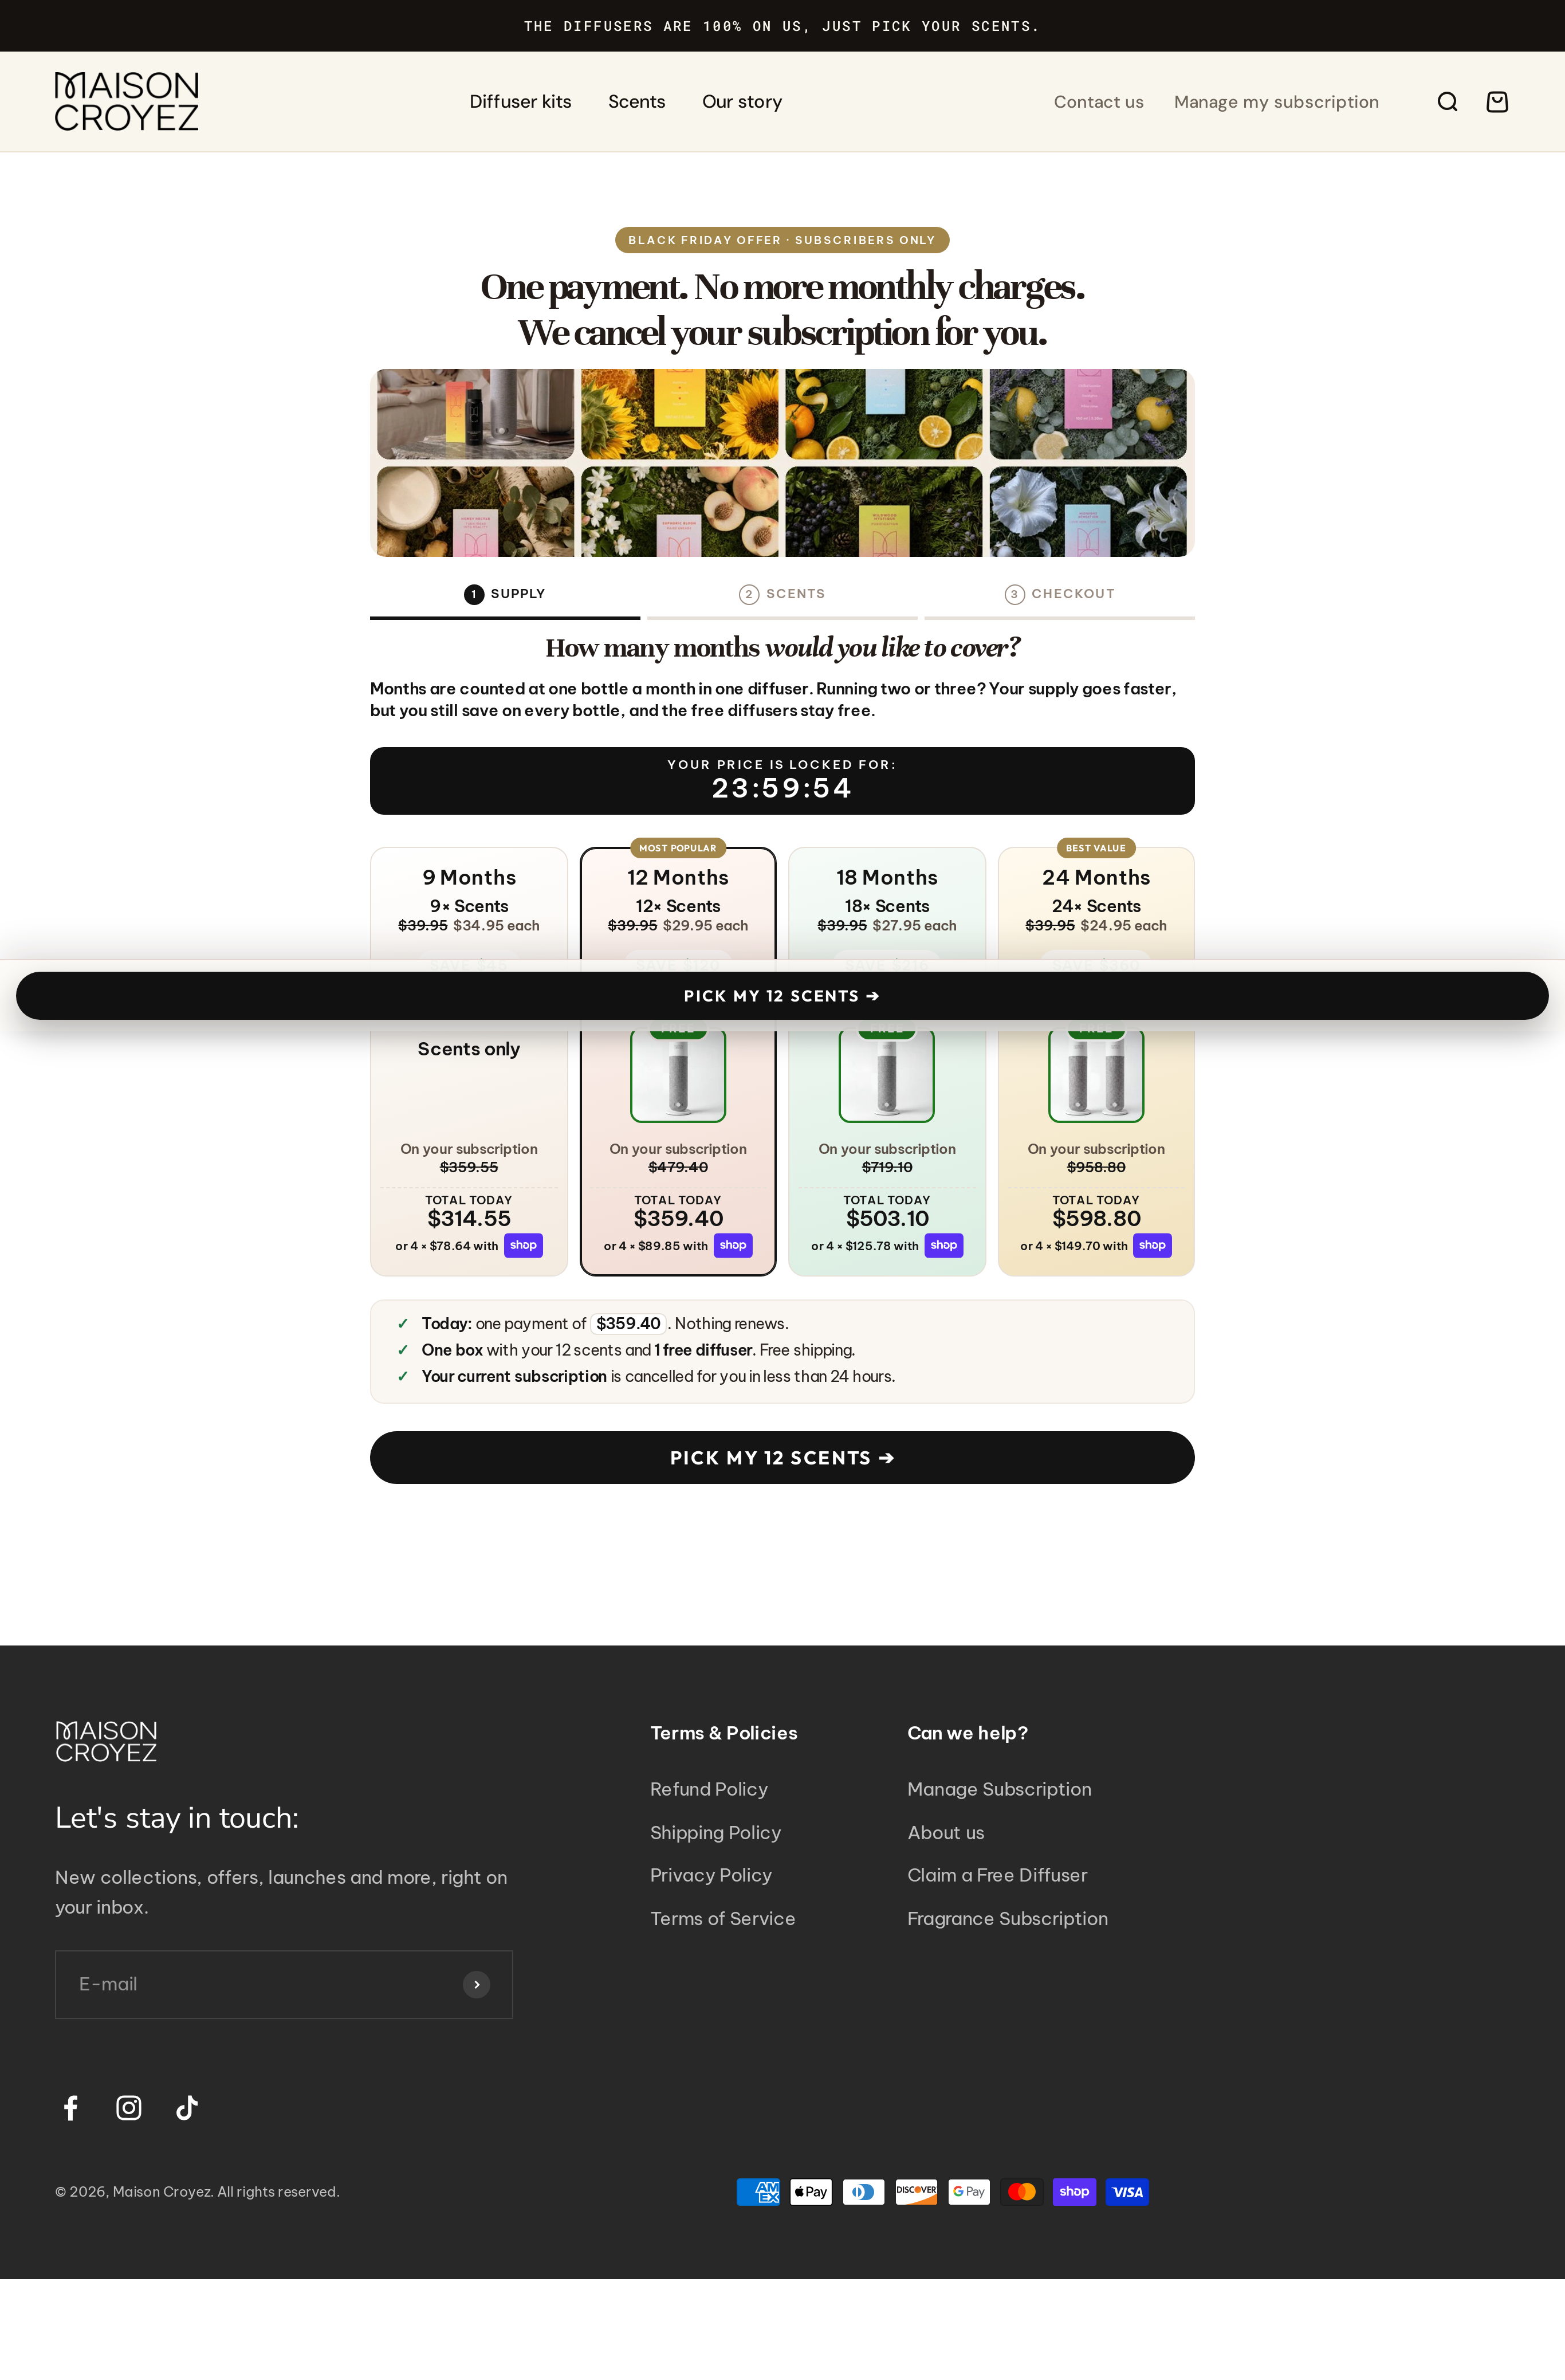 THE DIFFUSERS ARE 100% ON US, JUST PICK YOUR SCENTS.
MAISON
CROYEZ
Diffuser kits
Scents
Our story
Contact us
Manage my subscription
BLACK FRIDAY OFFER · SUBSCRIBERS ONLY
One payment. No more monthly charges.
We cancel your subscription for you.
1 SUPPLY
2 SCENTS
3 CHECKOUT
How many months would you like to cover?
Months are counted at one bottle a month in one diffuser. Running two or three? Your supply goes faster,
but you still save on every bottle, and the free diffusers stay free.
YOUR PRICE IS LOCKED FOR:
23:59:54
9 Months
9× Scents
$39.95 $34.95 each
Scents only
On your subscription
$359.55
TOTAL TODAY
$314.55
or 4 × $78.64 with shop
MOST POPULAR
12 Months
12× Scents
$39.95 $29.95 each
SAVE $120
On your subscription
$479.40
TOTAL TODAY
$359.40
or 4 × $89.85 with shop
18 Months
18× Scents
$39.95 $27.95 each
SAVE $216
On your subscription
$719.10
TOTAL TODAY
$503.10
or 4 × $125.78 with shop
BEST VALUE
24 Months
24× Scents
$39.95 $24.95 each
SAVE $360
On your subscription
$958.80
TOTAL TODAY
$598.80
or 4 × $149.70 with shop
PICK MY 12 SCENTS ➔
✓ Today: one payment of $359.40. Nothing renews.
✓ One box with your 12 scents and 1 free diffuser. Free shipping.
✓ Your current subscription is cancelled for you in less than 24 hours.
PICK MY 12 SCENTS ➔
MAISON
CROYEZ
Let's stay in touch:
New collections, offers, launches and more, right on
your inbox.
E-mail
Terms & Policies
Refund Policy
Shipping Policy
Privacy Policy
Terms of Service
Can we help?
Manage Subscription
About us
Claim a Free Diffuser
Fragrance Subscription
© 2026, Maison Croyez. All rights reserved.
AMEX
Pay
DISCOVER
G Pay
shop
VISA